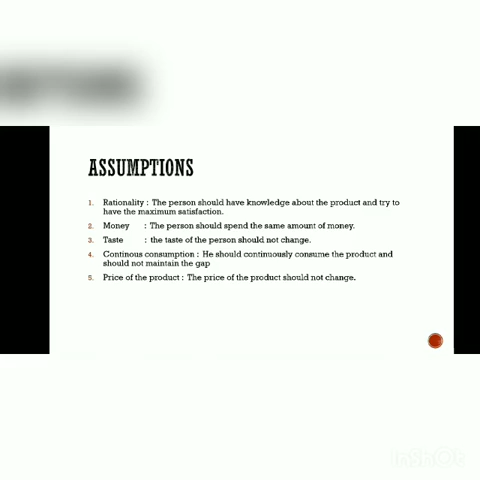 ASSUMPTIONS
1. Rationality : The person should have knowledge about the product and try to
have the maximum satisfaction.
2. Money : The person should spend the same amount of money.
3. Taste : the taste of the person should not change.
4. Continous consumption : He should continuously consume the product and
should not maintain the gap
5. Price of the product : The price of the product should not change.